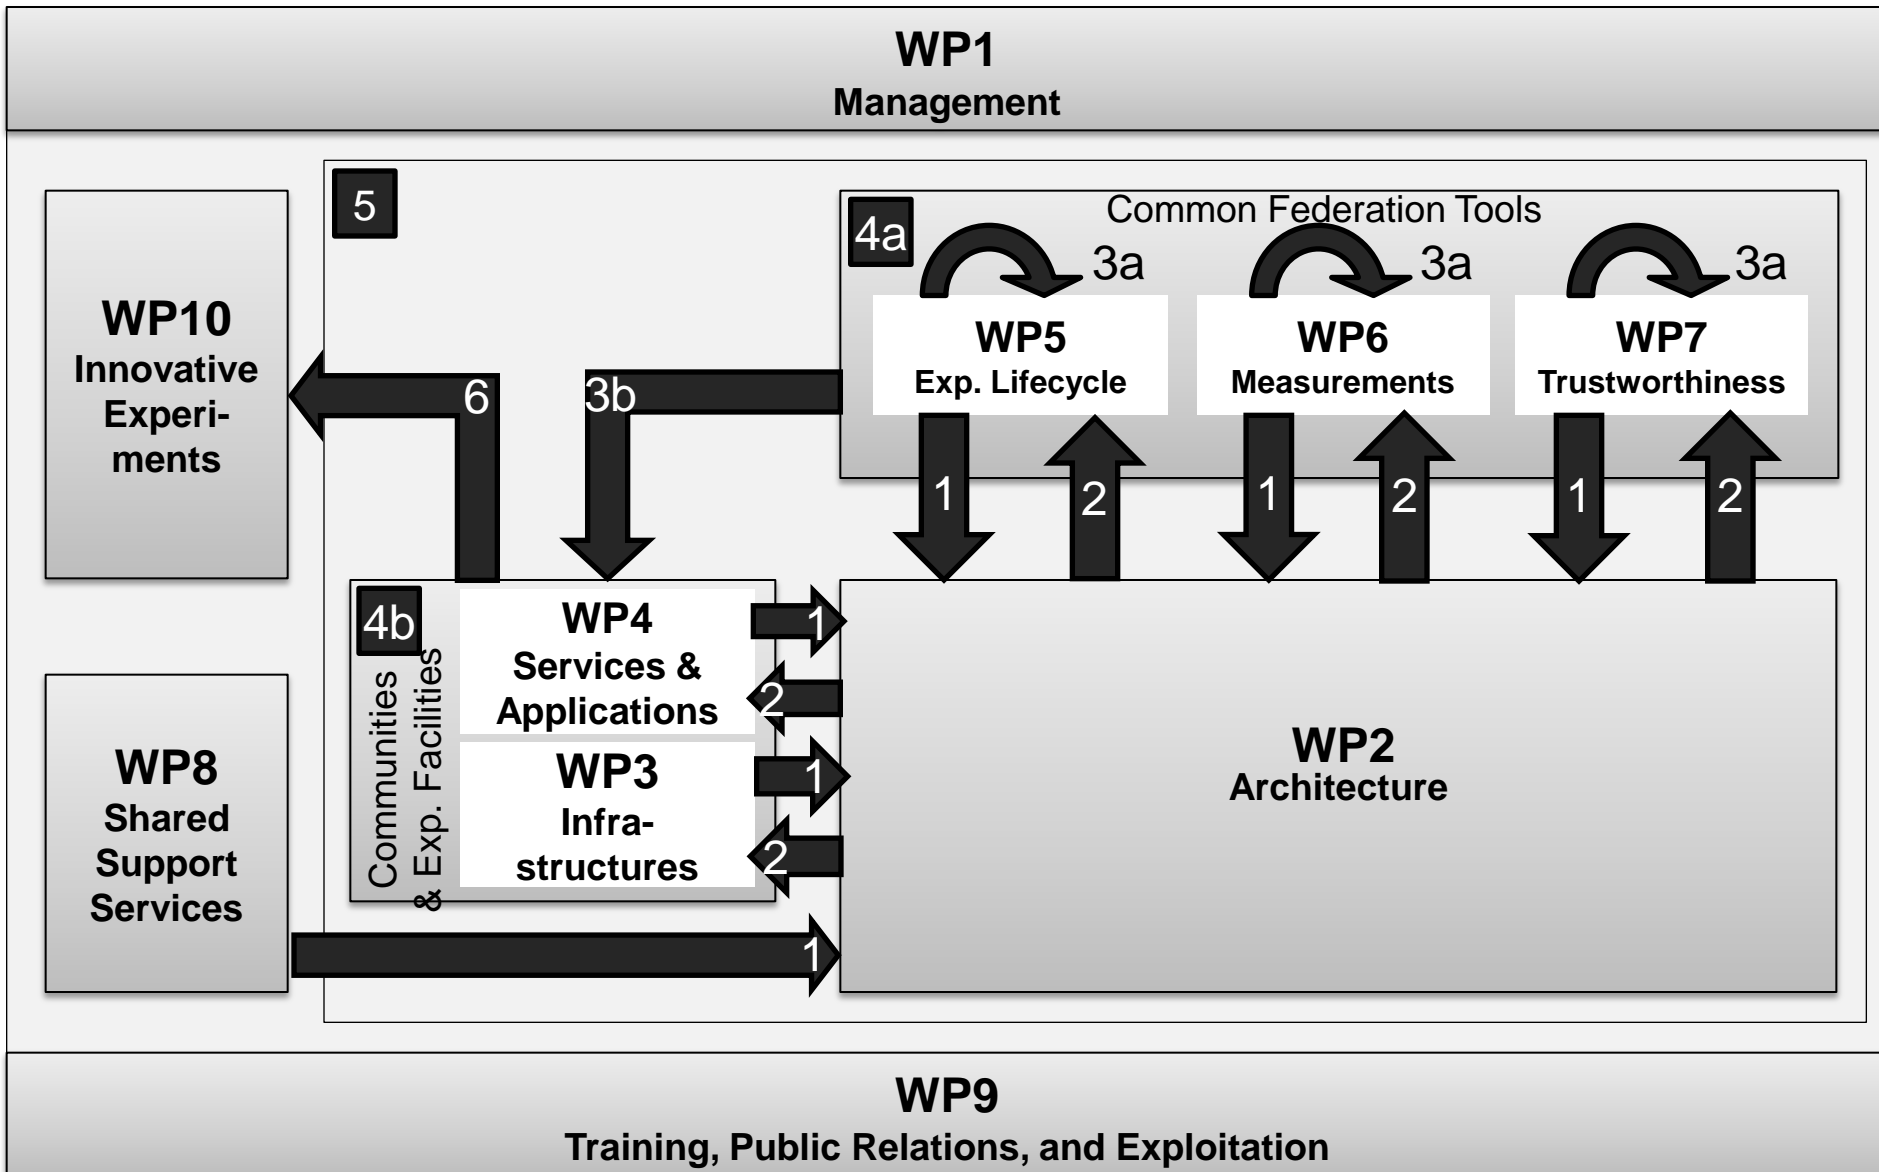 WP1
Management
5
4a
Common Federation Tools
3a
3a
3a
WP10
Innovative
Experi-
ments
WP5
Exp. Lifecycle
WP6
Measurements
WP7
Trustworthiness
6
3b
1
2
1
2
1
2
4b
Communities
& Exp. Facilities
WP4
Services &
Applications
1
2
WP3
Infra-
structures
1
2
WP2
Architecture
WP8
Shared
Support
Services
1
WP9
Training, Public Relations, and Exploitation